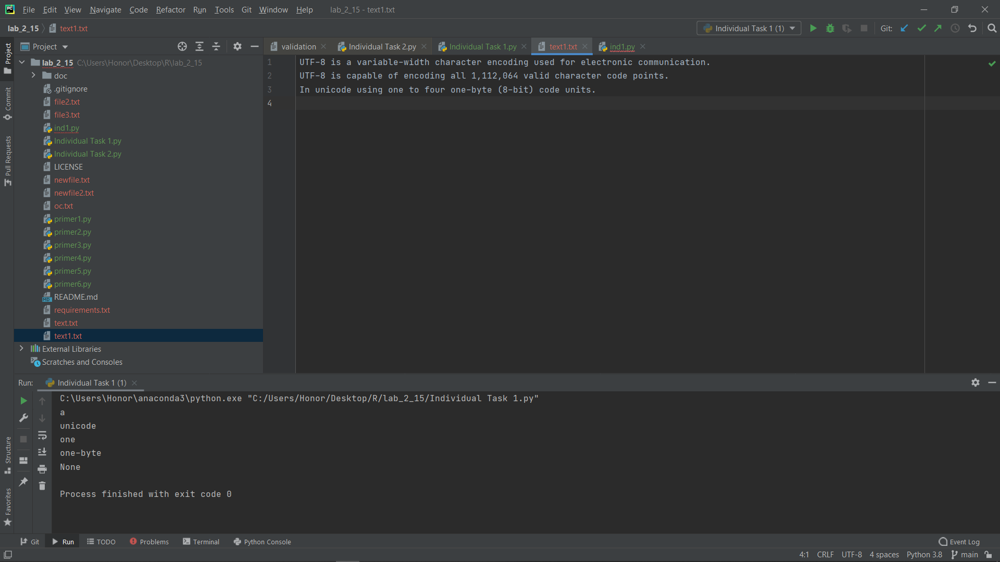 File Edit View Navigate Code Refactor Run Tools Git Window Help lab_2_15 - text1.txt
lab_2_15 text1.txt Individual Task 1 (1) Git:
Project
validation Individual Task 2.py Individual Task 1.py text1.txt ind1.py
lab_2_15 C:\Users\Honor\Desktop\R\lab_2_15
doc
.gitignore
file2.txt
file3.txt
ind1.py
Individual Task 1.py
Individual Task 2.py
LICENSE
newfile.txt
newfile2.txt
oc.txt
primer1.py
primer2.py
primer3.py
primer4.py
primer5.py
primer6.py
README.md
requirements.txt
text.txt
text1.txt
External Libraries
Scratches and Consoles
1 UTF-8 is a variable-width character encoding used for electronic communication.
2 UTF-8 is capable of encoding all 1,112,064 valid character code points.
3 In unicode using one to four one-byte (8-bit) code units.
4
Project
Commit
Pull Requests
Structure
Favorites
Run: Individual Task 1 (1)
C:\Users\Honor\anaconda3\python.exe "C:/Users/Honor/Desktop/R/lab_2_15/Individual Task 1.py"
a
unicode
one
one-byte
None
Process finished with exit code 0
Git Run TODO Problems Terminal Python Console Event Log
4:1 CRLF UTF-8 4 spaces Python 3.8 main